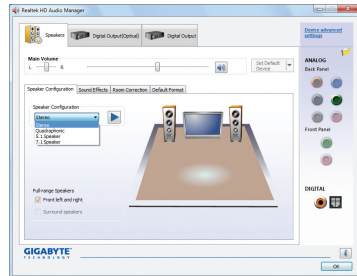 Realtek HD Audio Manager
Speakers
Digital Output(Optical)
Digital Output
Device advanced
settings
Main Volume
L
R
Set Default
Device
ANALOG
Back Panel
Speaker Configuration
Sound Effects
Room Correction
Default Format
Speaker Configuration
Stereo
Stereo
Quadraphonic
5.1 Speaker
7.1 Speaker
Front Panel
Full-range Speakers
Front left and right
Surround speakers
DIGITAL
GIGABYTE
TECHNOLOGY
OK